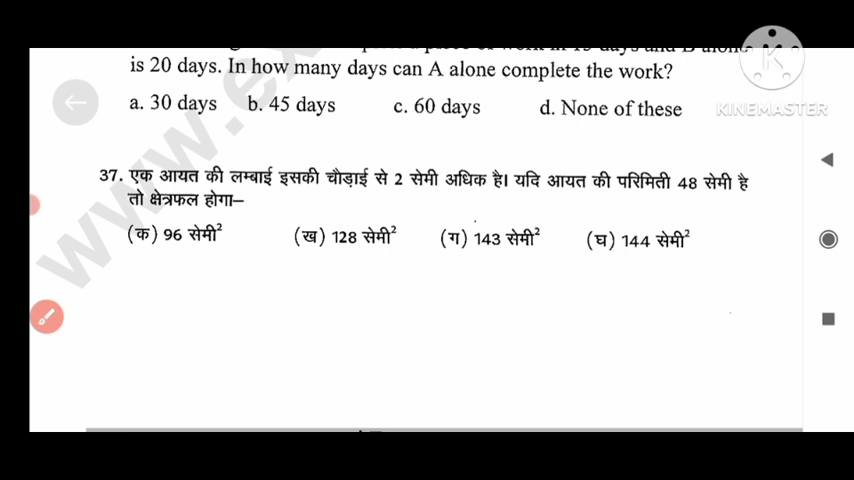 is 20 days. In how many days can A alone complete the work?
a. 30 days b. 45 days c. 60 days d. None of these
KINEMASTER
37. एक आयत की लम्बाई इसकी चौड़ाई से 2 सेमी अधिक है। यदि आयत की परिमिती 48 सेमी है
तो क्षेत्रफल होगा–
(क) 96 सेमी² (ख) 128 सेमी² (ग) 143 सेमी² (घ) 144 सेमी²